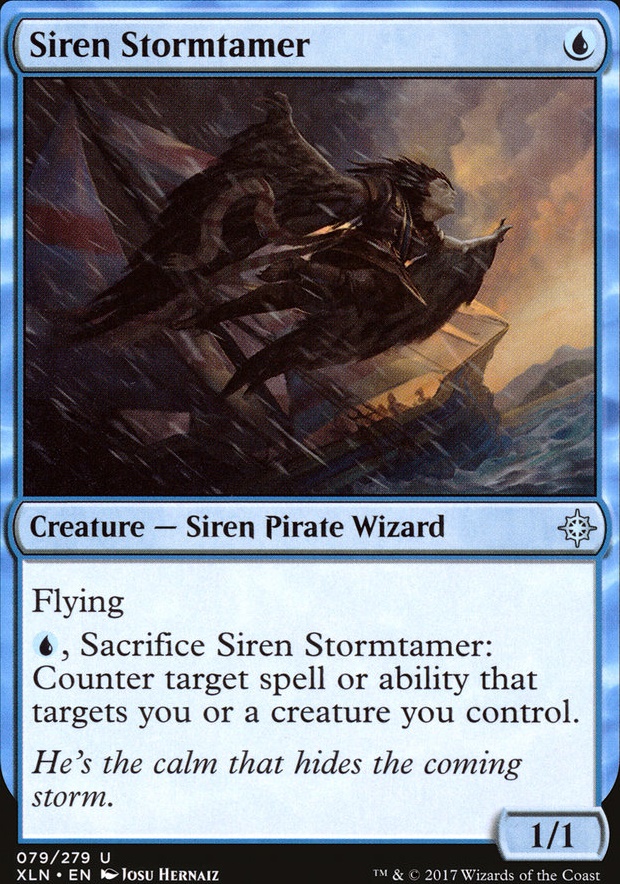 Siren Stormtamer
Creature — Siren Pirate Wizard
Flying
, Sacrifice Siren Stormtamer:
Counter target spell or ability that
targets you or a creature you control.
He's the calm that hides the coming
storm.
1/1
079/279 U
XLN • EN Josu Hernaiz
™ & © 2017 Wizards of the Coast